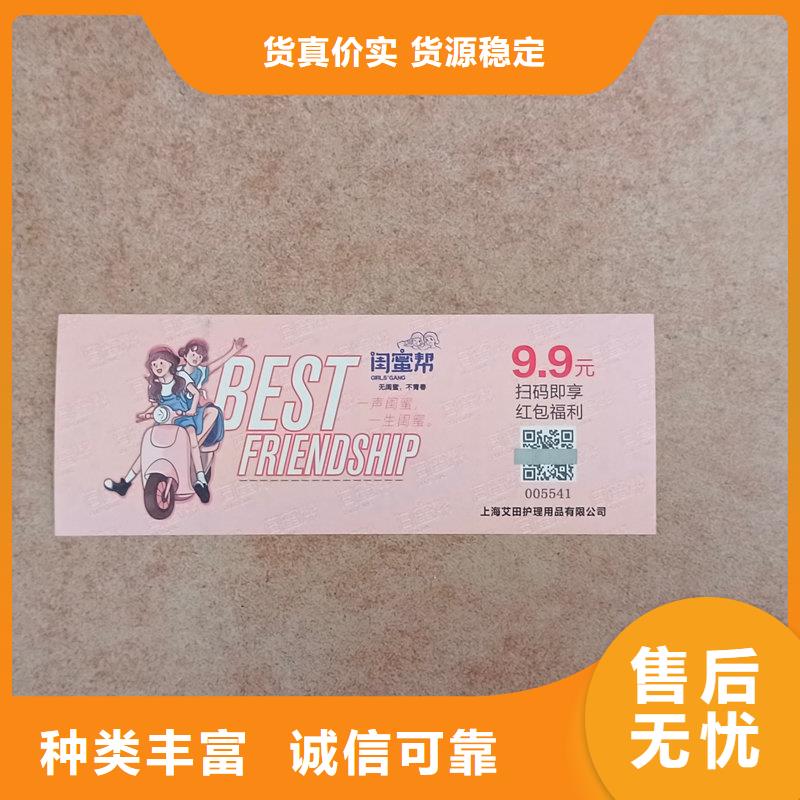 货真价实 货源稳定
BEST
FRIENDSHIP
闺蜜帮
GIRLS' GANG
无闺蜜,不青春
一声闺蜜,
一生闺蜜。
9.9元
扫码即享
红包福利
005541
上海艾田护理用品有限公司
种类丰富 诚信可靠
售后
无忧